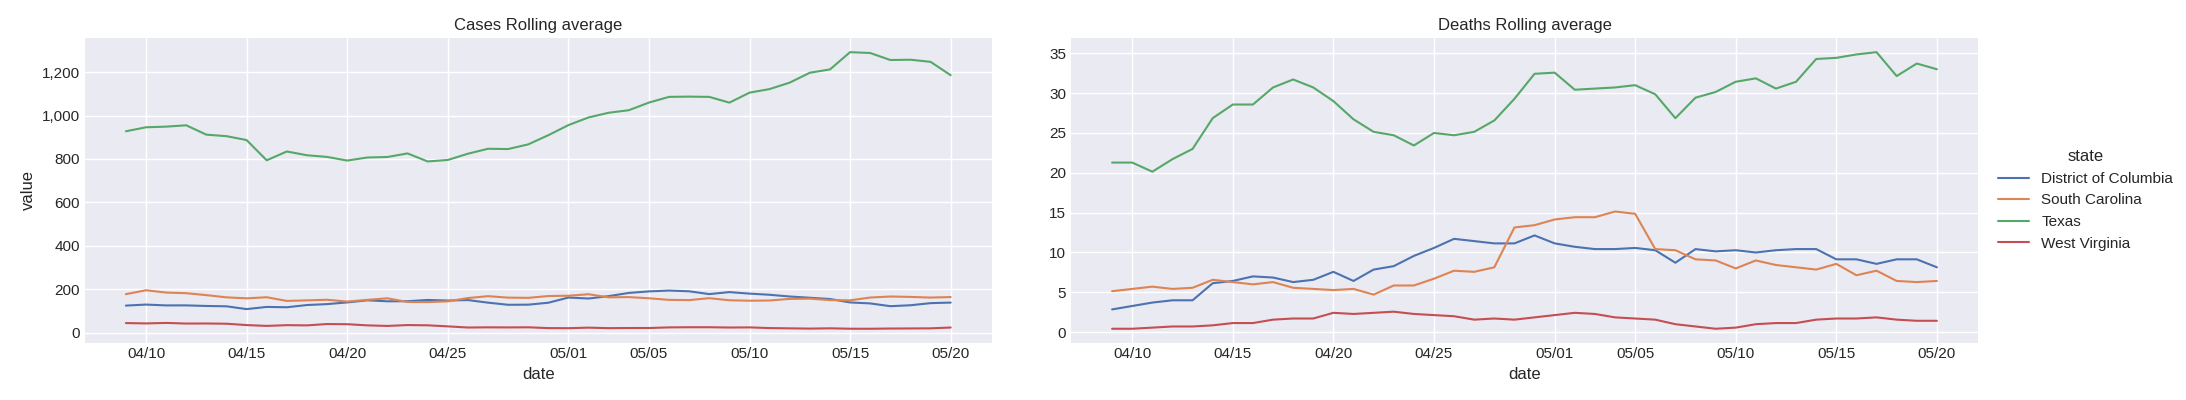 Cases Rolling average
1,200
1,000
800
600
400
200
0
value
04/10 04/15 04/20 04/25 05/01 05/05 05/10 05/15 05/20
date
Deaths Rolling average
35
30
25
20
15
10
5
0
04/10 04/15 04/20 04/25 05/01 05/05 05/10 05/15 05/20
date
state
District of Columbia
South Carolina
Texas
West Virginia